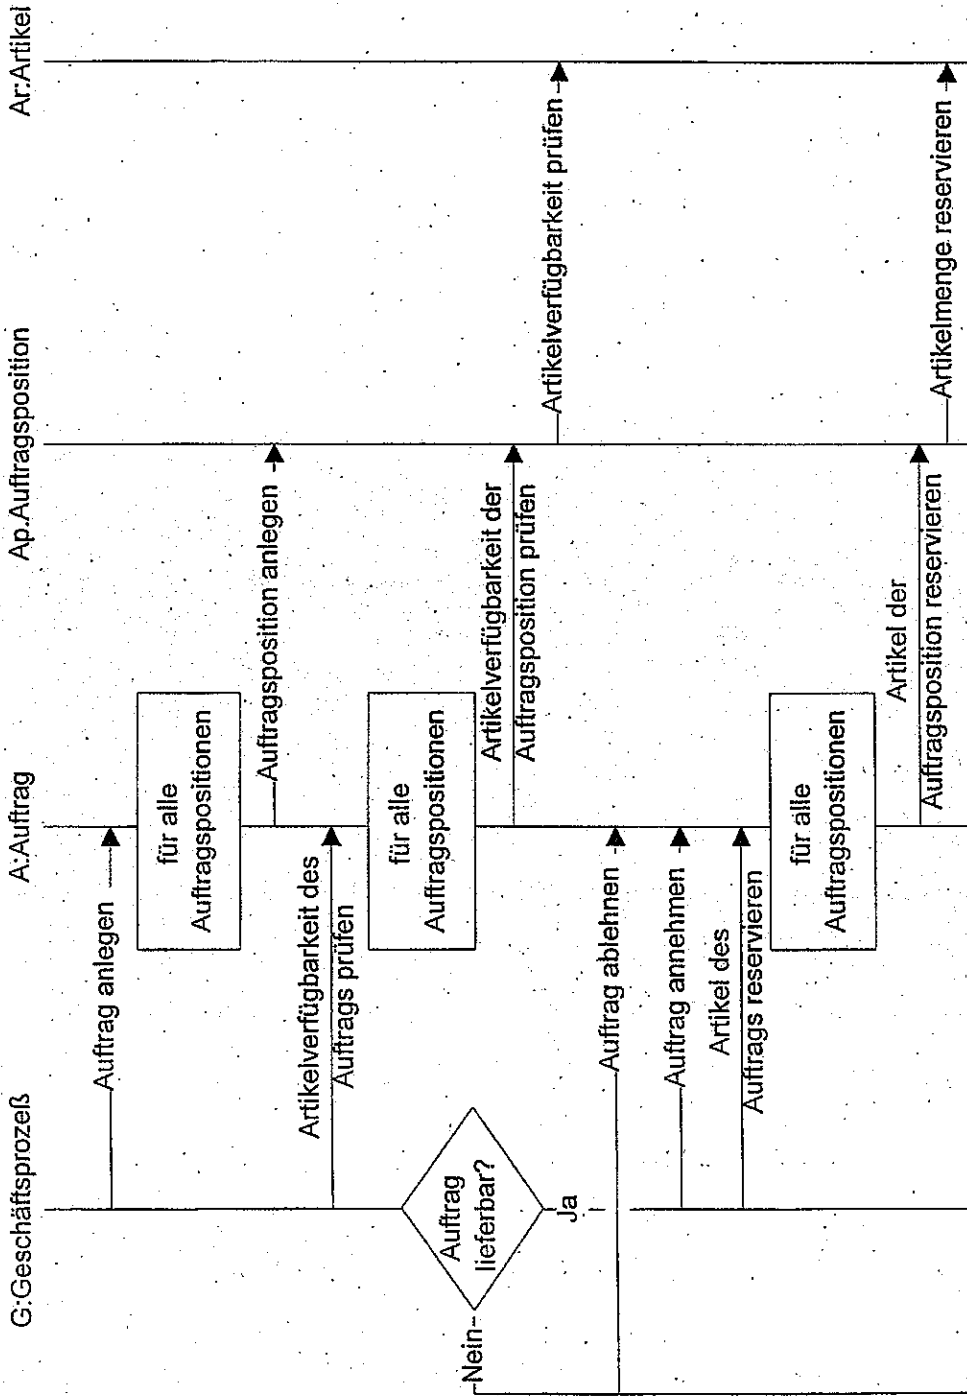 G:Geschäftsprozeß
A:Auftrag
Ap.Auftragsposition
Ar:Artikel
Auftrag anlegen
für alle
Auftragspositionen
Auftragsposition anlegen
Artikelverfügbarkeit des
Auftrags prüfen
für alle
Auftragspositionen
Artikelverfügbarkeit der
Auftragsposition prüfen
Artikelverfügbarkeit prüfen
Auftrag
lieferbar?
Nein
Ja
Auftrag ablehnen
Auftrag annehmen
Artikel des
Auftrags reservieren
für alle
Auftragspositionen
Artikel der
Auftragsposition reservieren
Artikelmenge reservieren